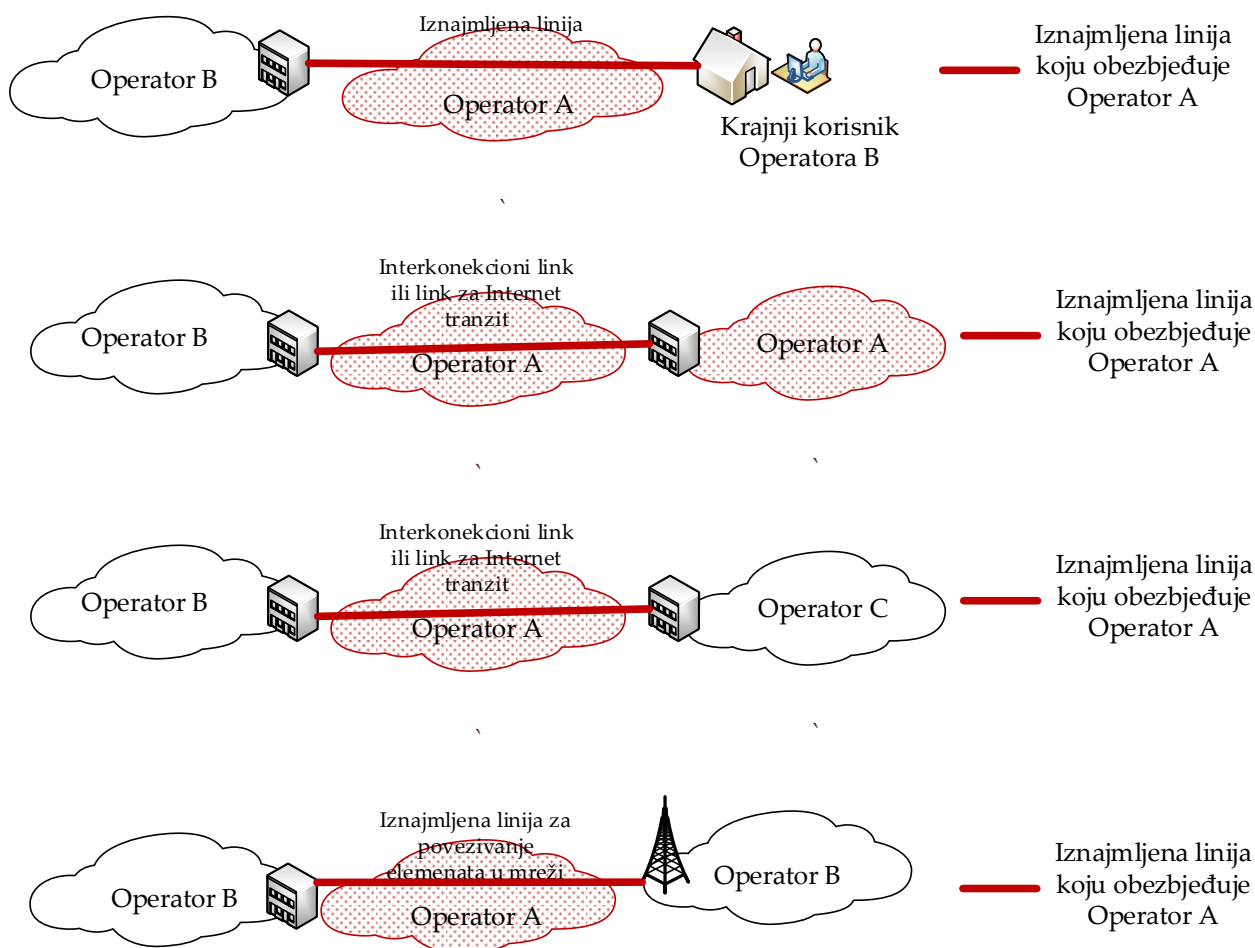 Iznajmljena linija
Operator B
Operator A
Krajnji korisnik
Operatora B
Iznajmljena linija
koju obezbjeđuje
Operator A
`
Interkonekcioni link
ili link za Internet
tranzit
Operator B
Operator A
Operator A
Iznajmljena linija
koju obezbjeđuje
Operator A
`
`
Interkonekcioni link
ili link za Internet
tranzit
Operator B
Operator A
Operator C
Iznajmljena linija
koju obezbjeđuje
Operator A
`
`
Iznajmljena linija za
povezivanje
elemenata u mreži
Operator B
Operator A
Operator B
Iznajmljena linija
koju obezbjeđuje
Operator A